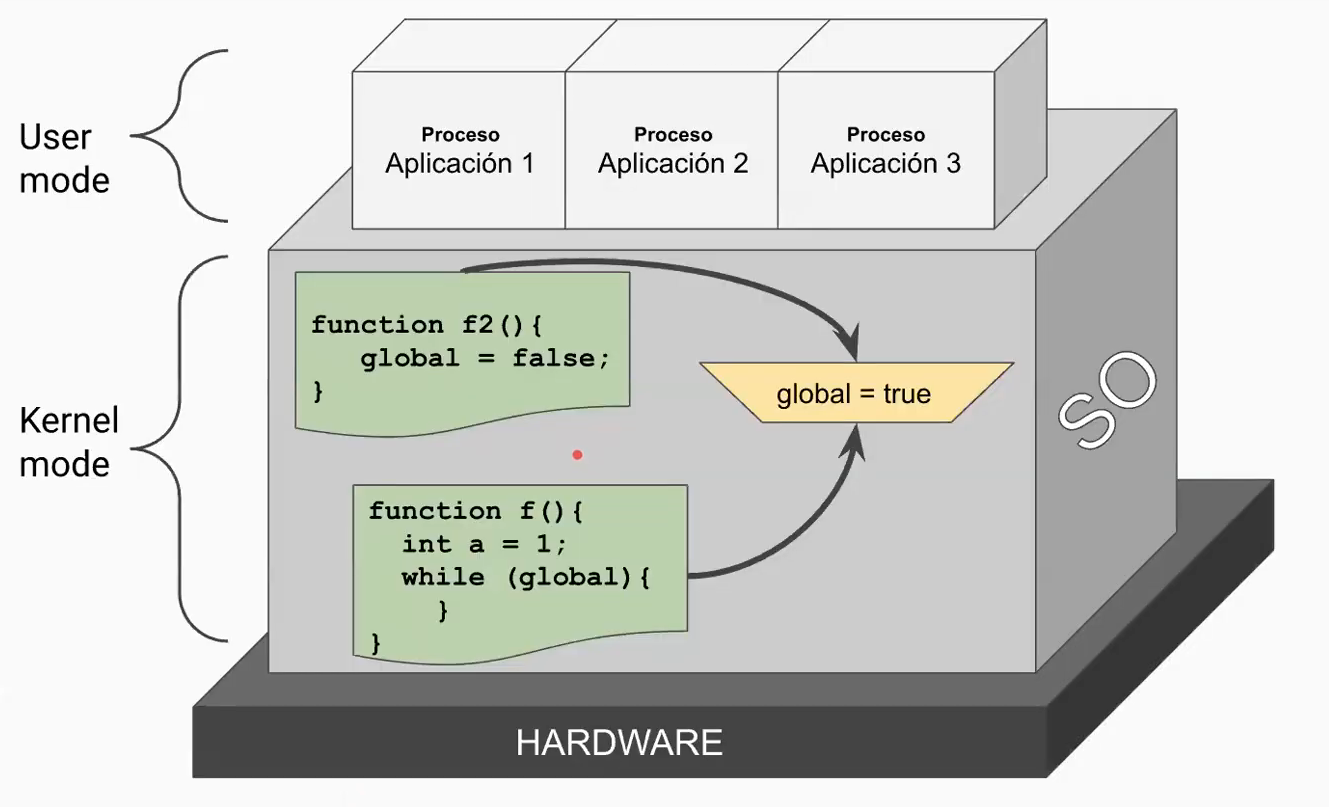 User
mode
Proceso
Aplicación 1
Proceso
Aplicación 2
Proceso
Aplicación 3
Kernel
mode
function f2(){
global = false;
}
global = true
SO
function f(){
int a = 1;
while (global){
}
}
HARDWARE